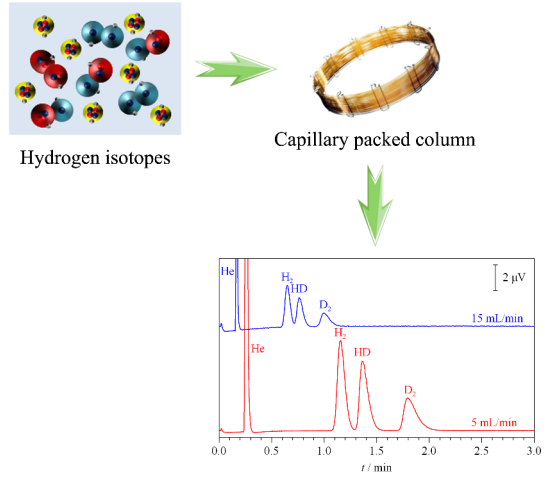 Hydrogen isotopes
Capillary packed column
He
H₂
HD
D₂
2 μV
15 mL/min
He
H₂
HD
D₂
5 mL/min
0.0 0.5 1.0 1.5 2.0 2.5 3.0
t / min